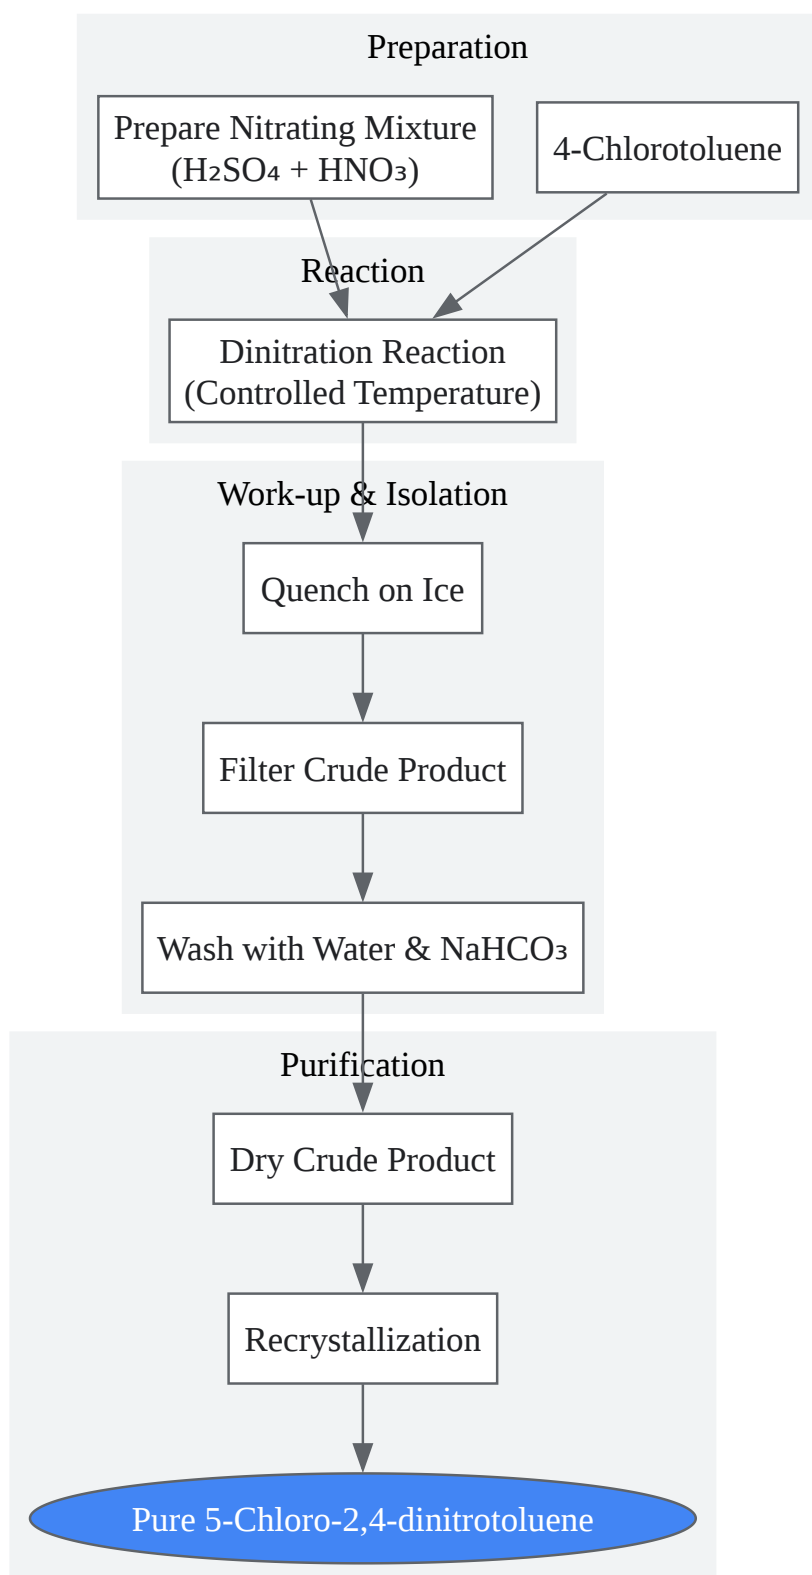 Preparation
Prepare Nitrating Mixture
(H₂SO₄ + HNO₃)
4-Chlorotoluene
Reaction
Dinitration Reaction
(Controlled Temperature)
Work-up & Isolation
Quench on Ice
Filter Crude Product
Wash with Water & NaHCO₃
Purification
Dry Crude Product
Recrystallization
Pure 5-Chloro-2,4-dinitrotoluene